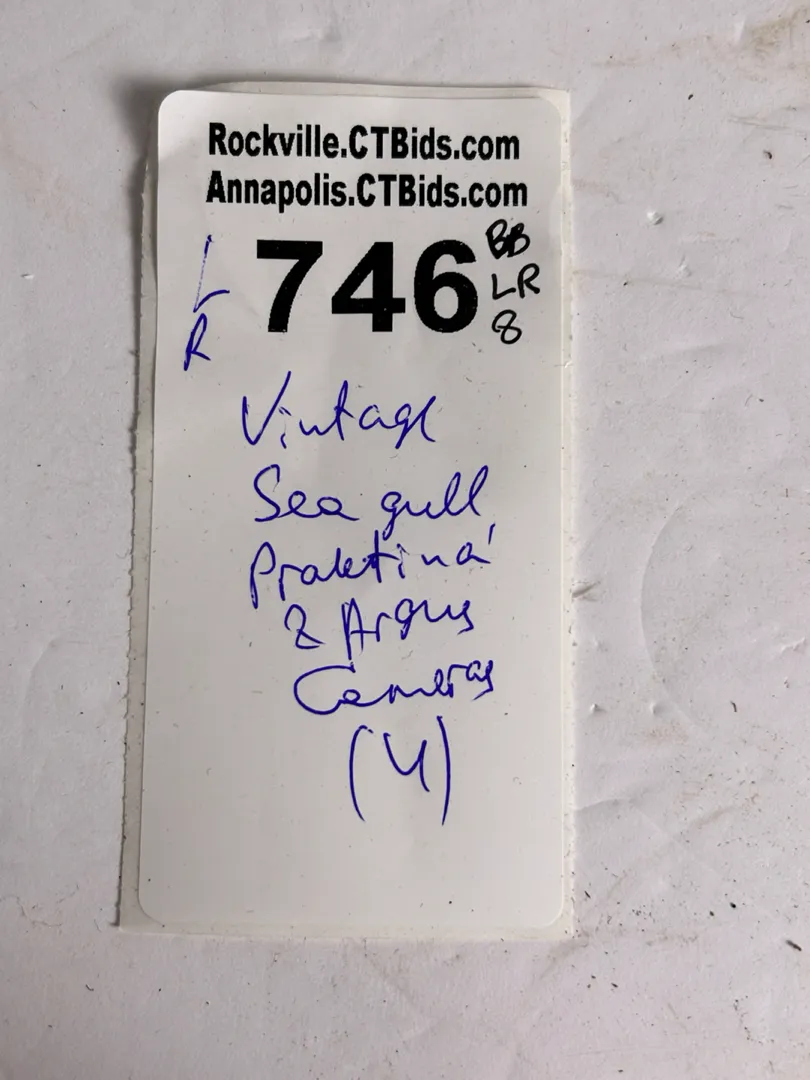 Rockville.CTBids.com
Annapolis.CTBids.com
L
R
746
BB
LR
8
Vintage
Sea gull
Praktina
& Argus
Cameras
(4)